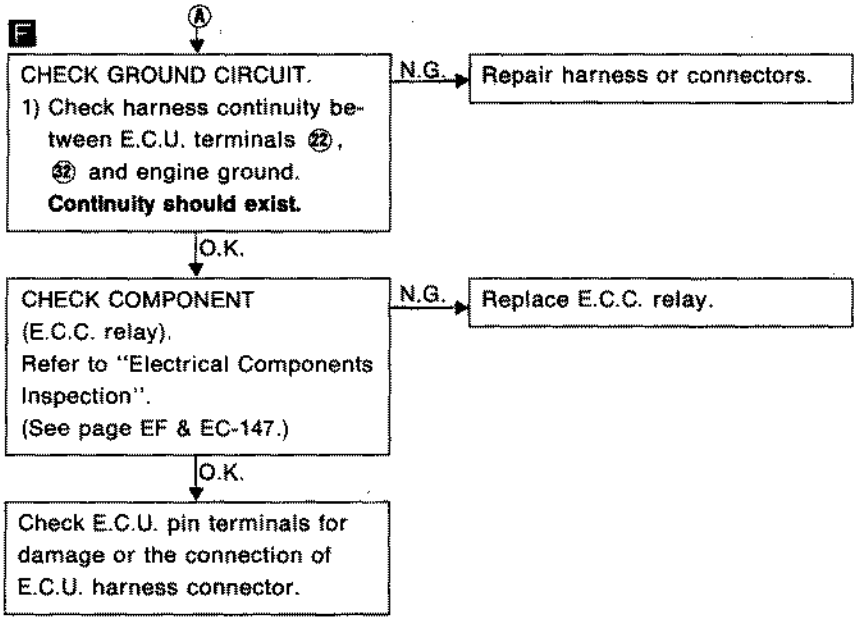 A
F
CHECK GROUND CIRCUIT.
1) Check harness continuity be-
tween E.C.U. terminals 22,
32 and engine ground.
Continuity should exist.
N.G.
Repair harness or connectors.
O.K.
CHECK COMPONENT
(E.C.C. relay).
Refer to "Electrical Components
Inspection".
(See page EF & EC-147.)
N.G.
Replace E.C.C. relay.
O.K.
Check E.C.U. pin terminals for
damage or the connection of
E.C.U. harness connector.